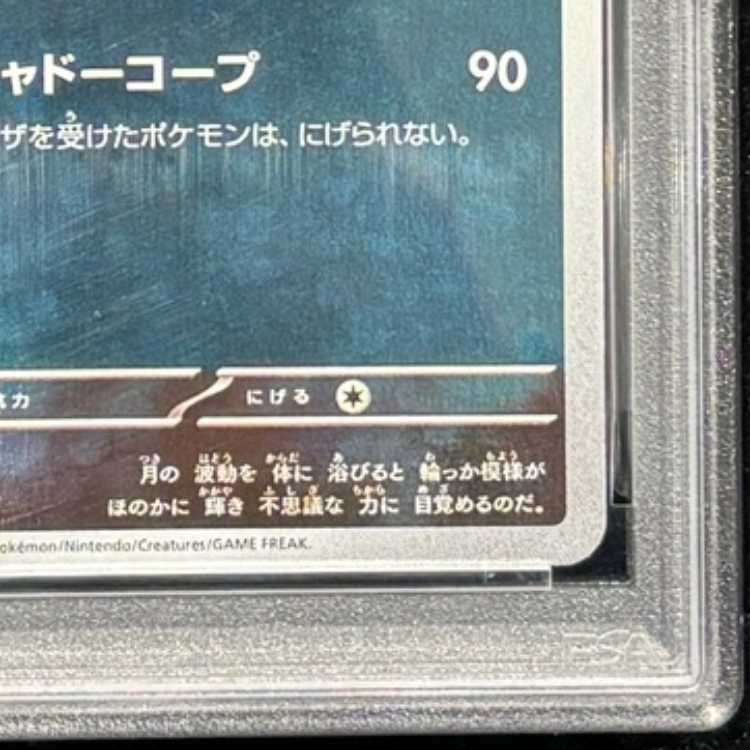 ャドーコープ 90
ザを受けたポケモンは、にげられない。
抗力 にげる
月の 波動を 体に 浴びると 輪っか模様が
ほのかに 輝き 不思議な 力に 目覚めるのだ。
okémon/Nintendo/Creatures/GAME FREAK.
PSA